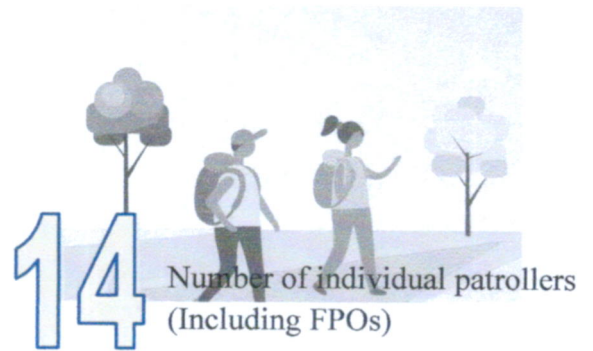 14
Number of individual patrollers
(Including FPOs)